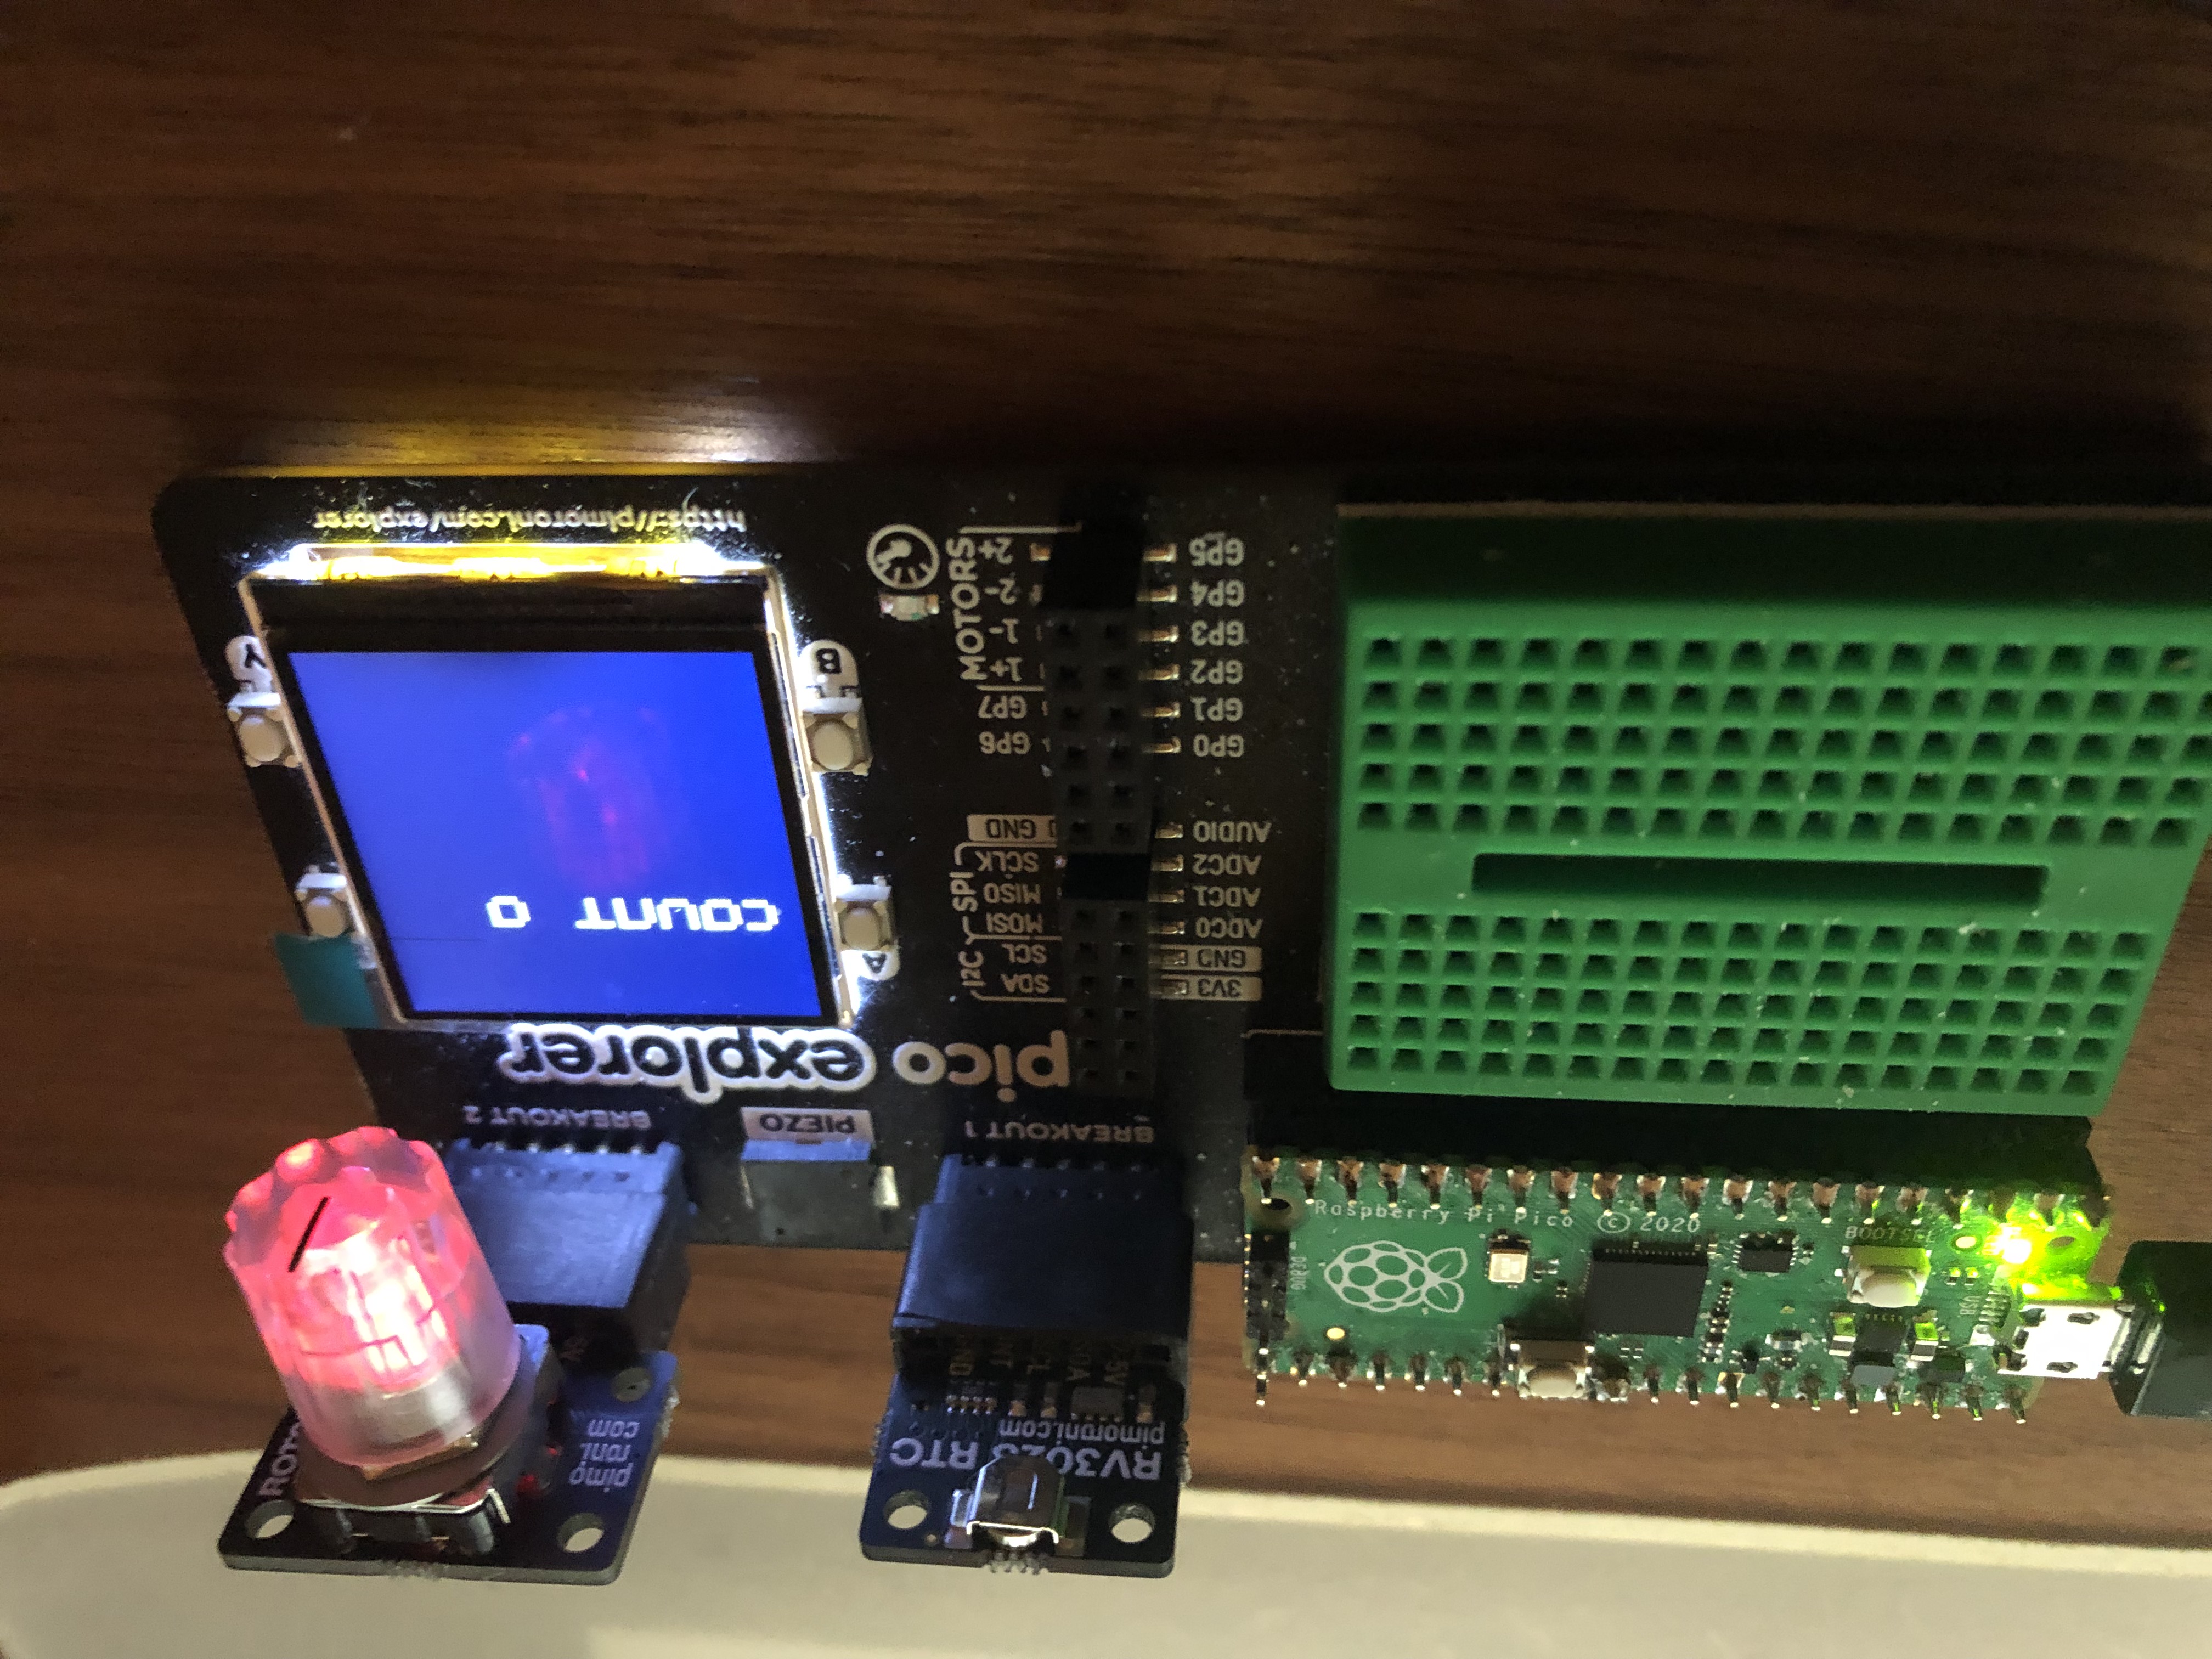 RV3028 RTC
pimoroni.com
pimo
roni.
com
USB
BOOTSEL
DEBUG
Raspberry Pi Pico © 2020
BREAKOUT 1
PIEZO
BREAKOUT 2
pico explorer
3V3
GND
ADC0
ADC1
ADC2
AUDIO
SDA
SCL
I2C
MOSI
MISO
SCLK
SPI
GND
GP0
GP1
GP2
GP3
GP4
GP5
GP6
GP7
1+
1-
2-
2+
MOTORS
A
B
Y
COUNT 0
https://pimoroni.com/explorer